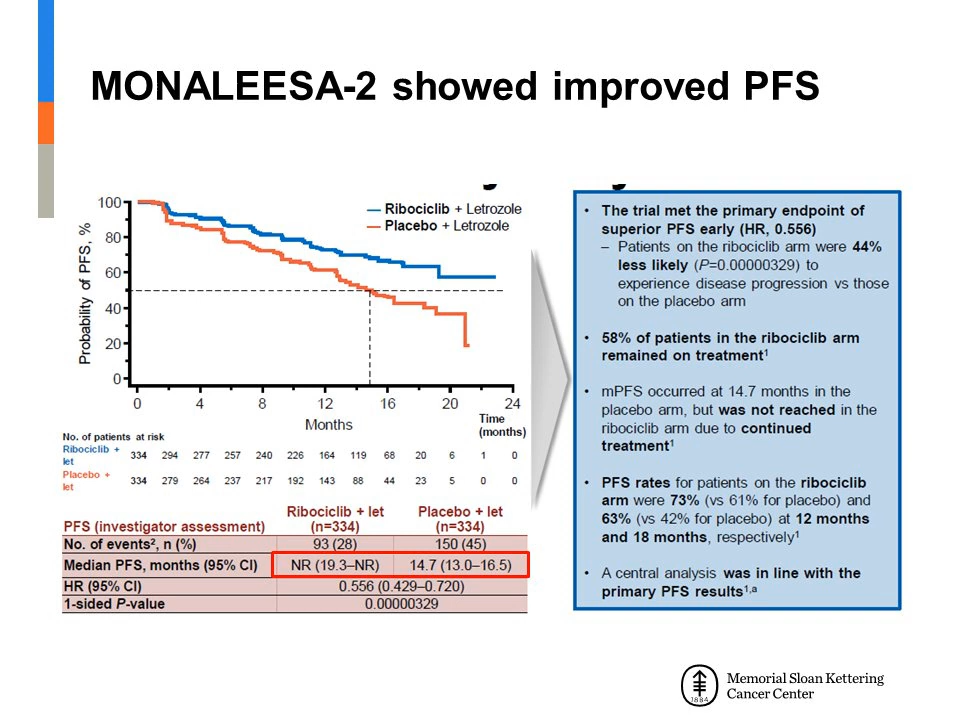 MONALEESA-2 showed improved PFS
Probability of PFS, %
100
80
60
40
20
0
Ribociclib + Letrozole
Placebo + Letrozole
0 4 8 12 16 20 24
Months
Time
(months)
No. of patients at risk
Ribociclib +
let
334 294 277 257 240 226 164 119 68 20 6 1 0
Placebo +
let
334 279 264 237 217 192 143 88 44 23 5 0 0
PFS (investigator assessment)
Ribociclib + let
(n=334)
Placebo + let
(n=334)
No. of events², n (%) 93 (28) 150 (45)
Median PFS, months (95% CI) NR (19.3–NR) 14.7 (13.0–16.5)
HR (95% CI) 0.556 (0.429–0.720)
1-sided P-value 0.00000329
• The trial met the primary endpoint of
superior PFS early (HR, 0.556)
– Patients on the ribociclib arm were 44%
less likely (P=0.00000329) to
experience disease progression vs those
on the placebo arm
• 58% of patients in the ribociclib arm
remained on treatment¹
• mPFS occurred at 14.7 months in the
placebo arm, but was not reached in the
ribociclib arm due to continued
treatment¹
• PFS rates for patients on the ribociclib
arm were 73% (vs 61% for placebo) and
63% (vs 42% for placebo) at 12 months
and 18 months, respectively¹
• A central analysis was in line with the
primary PFS results¹,ᵃ
1884
Memorial Sloan Kettering
Cancer Center